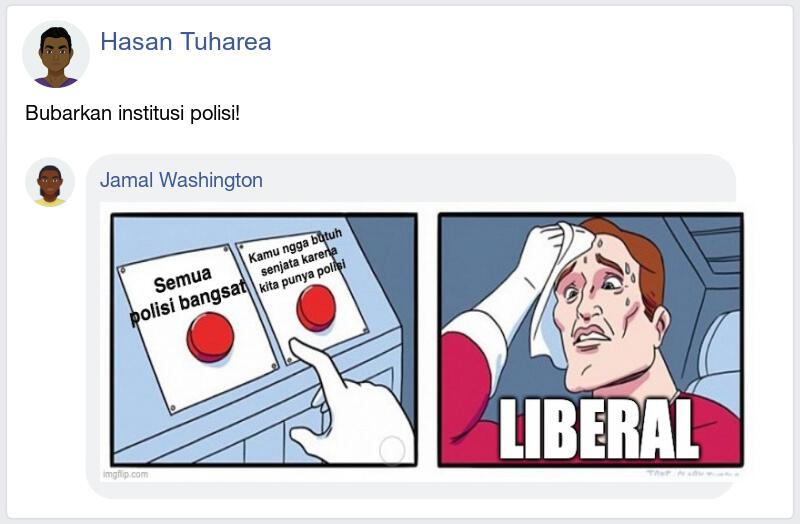 Hasan Tuharea
Bubarkan institusi polisi!
Jamal Washington
Semua
polisi bangsat
Kamu ngga butuh
senjata karena
kita punya polisi
LIBERAL
imgflip.com